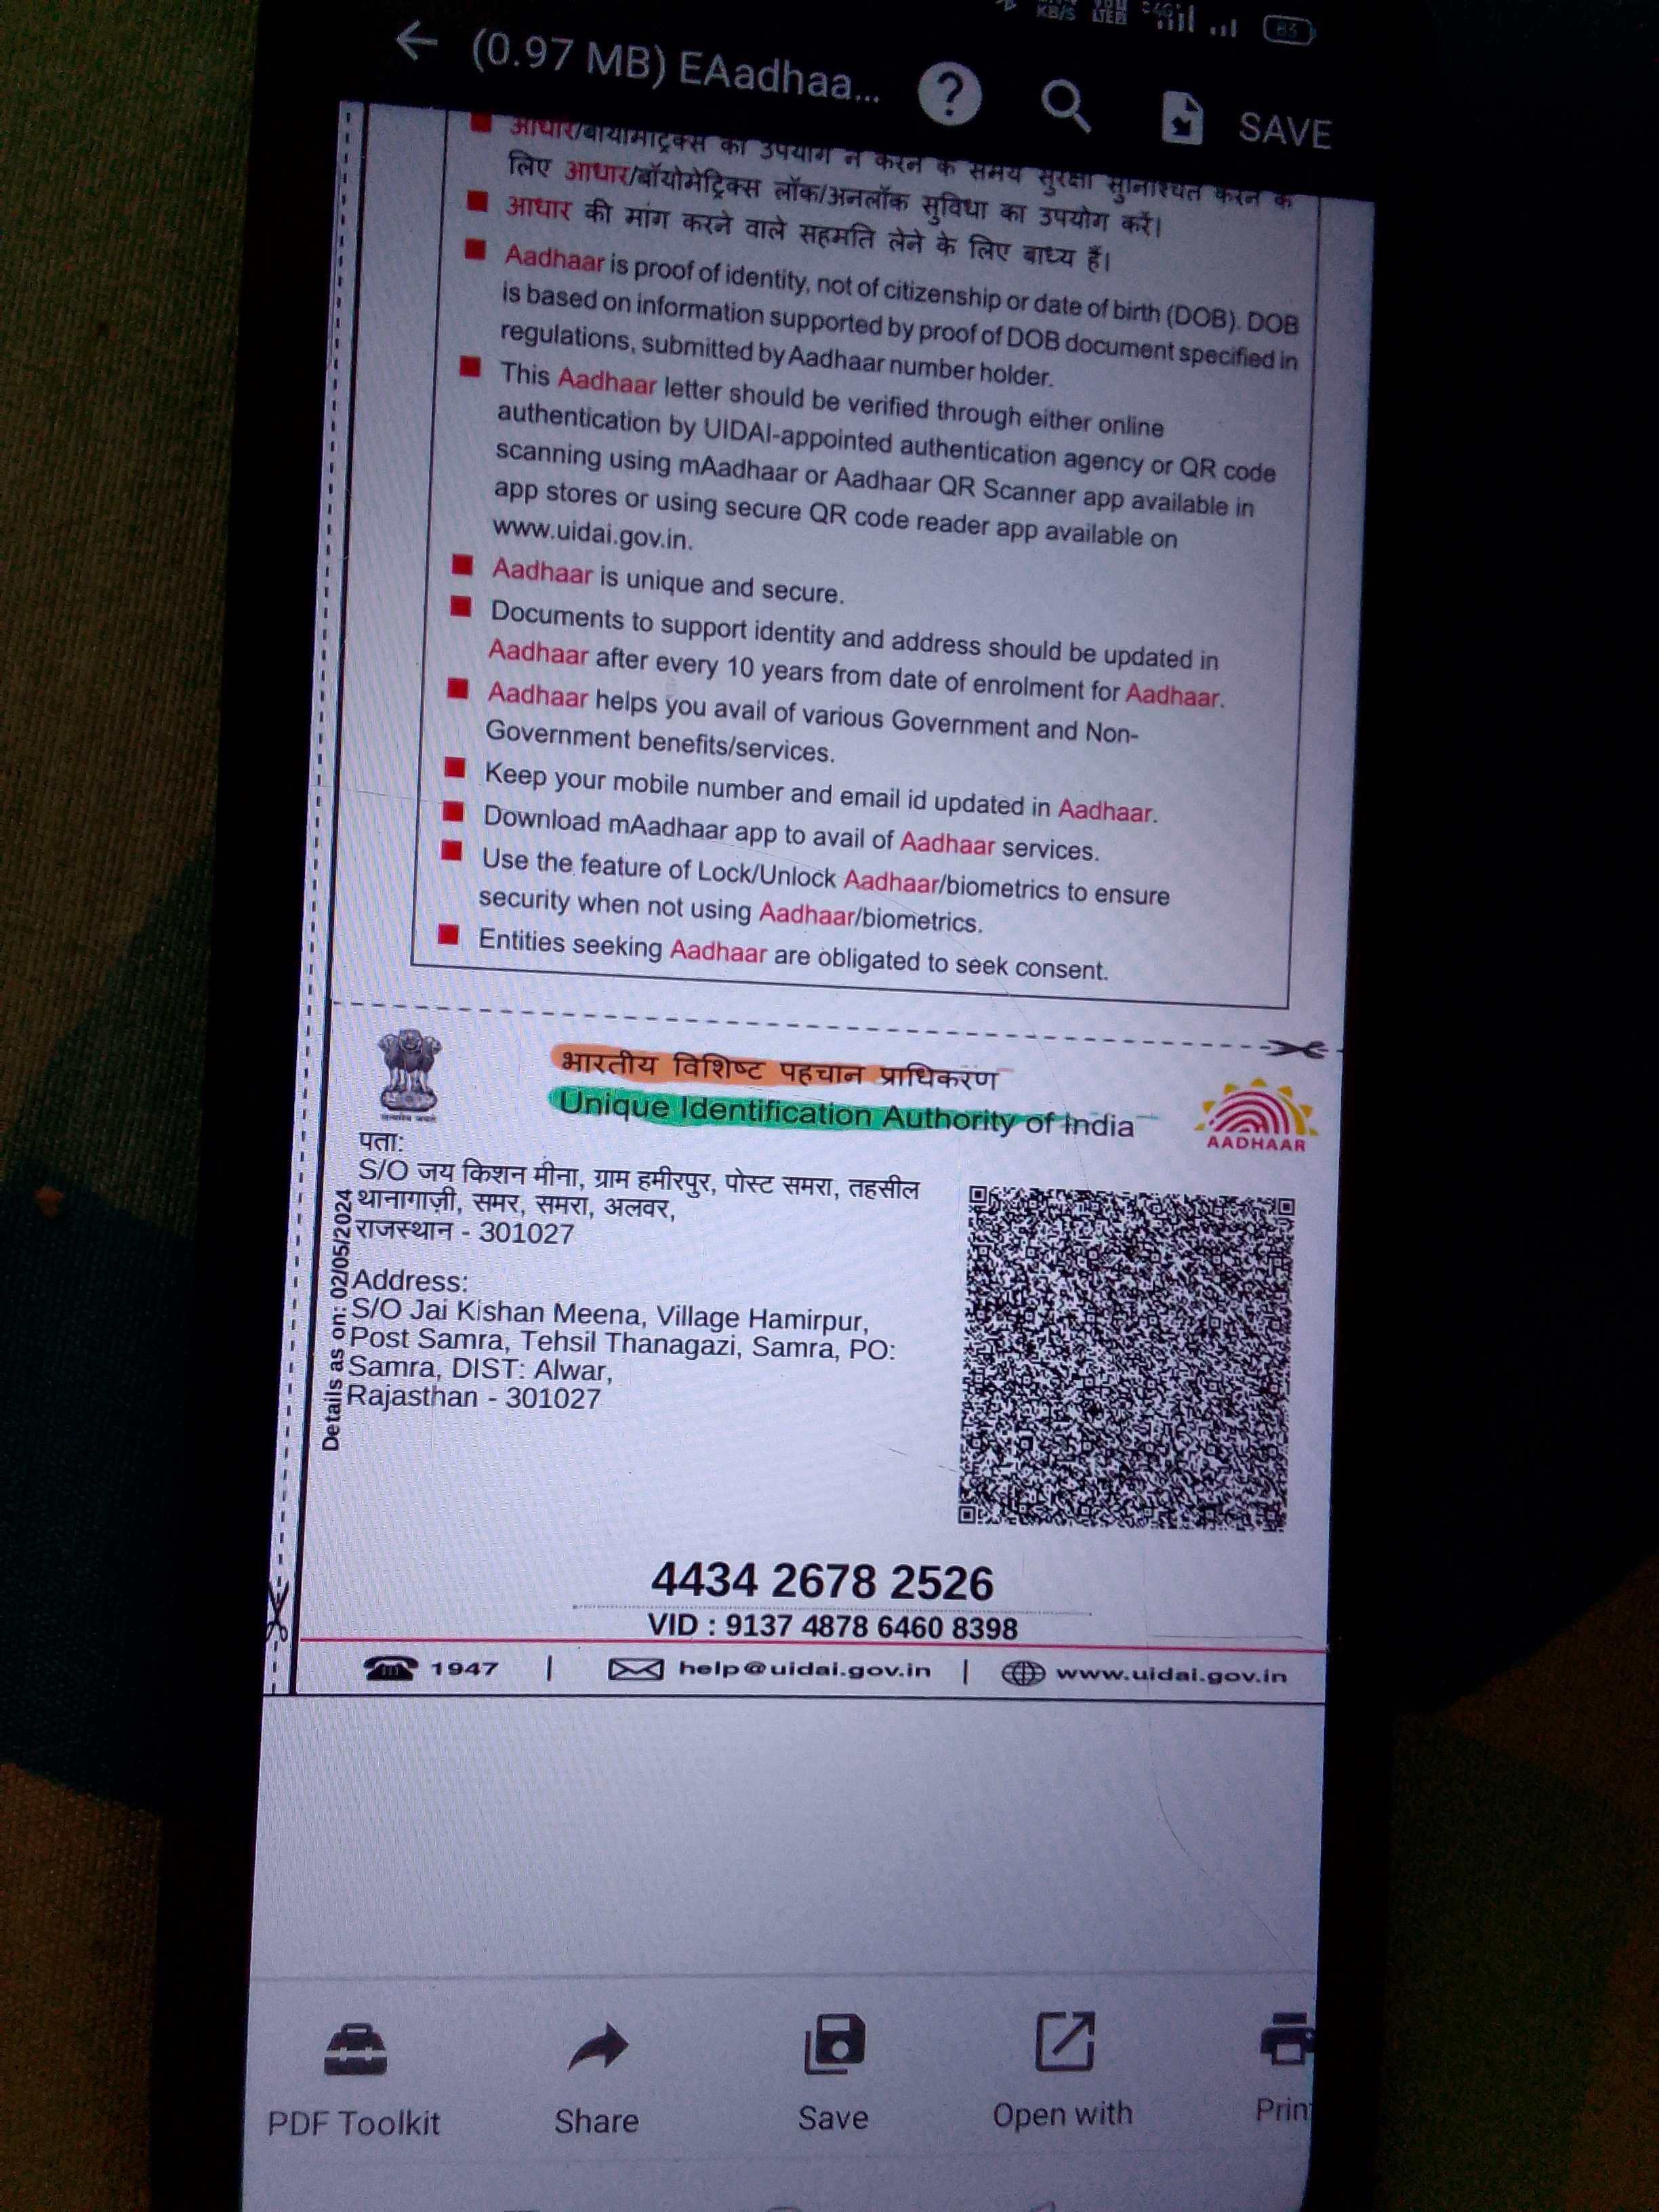 KB/S
LTE2
4G
83
(0.97 MB) EAadhaa...
SAVE
आधार/बायोमेट्रिक्स का उपयोग न करने के समय सुरक्षा सुनिश्चित करने के
लिए आधार/बॉयोमेट्रिक्स लॉक/अनलॉक सुविधा का उपयोग करें।
आधार की मांग करने वाले सहमति लेने के लिए बाध्य हैं।
Aadhaar is proof of identity, not of citizenship or date of birth (DOB). DOB
is based on information supported by proof of DOB document specified in
regulations, submitted by Aadhaar number holder.
This Aadhaar letter should be verified through either online
authentication by UIDAI-appointed authentication agency or QR code
scanning using mAadhaar or Aadhaar QR Scanner app available in
app stores or using secure QR code reader app available on
www.uidai.gov.in.
Aadhaar is unique and secure.
Documents to support identity and address should be updated in
Aadhaar after every 10 years from date of enrolment for Aadhaar.
Aadhaar helps you avail of various Government and Non-
Government benefits/services.
Keep your mobile number and email id updated in Aadhaar.
Download mAadhaar app to avail of Aadhaar services.
Use the feature of Lock/Unlock Aadhaar/biometrics to ensure
security when not using Aadhaar/biometrics.
Entities seeking Aadhaar are obligated to seek consent.
भारतीय विशिष्ट पहचान प्राधिकरण
Unique Identification Authority of India
AADHAAR
पता:
S/O जय किशन मीना, ग्राम हमीरपुर, पोस्ट समरा, तहसील
थानागाज़ी, समर, समरा, अलवर,
राजस्थान - 301027
Details as on: 02/05/2024
Address:
S/O Jai Kishan Meena, Village Hamirpur,
Post Samra, Tehsil Thanagazi, Samra, PO:
Samra, DIST: Alwar,
Rajasthan - 301027
4434 2678 2526
VID : 9137 4878 6460 8398
1947 | help@uidai.gov.in | www.uidai.gov.in
PDF Toolkit
Share
Save
Open with
Print